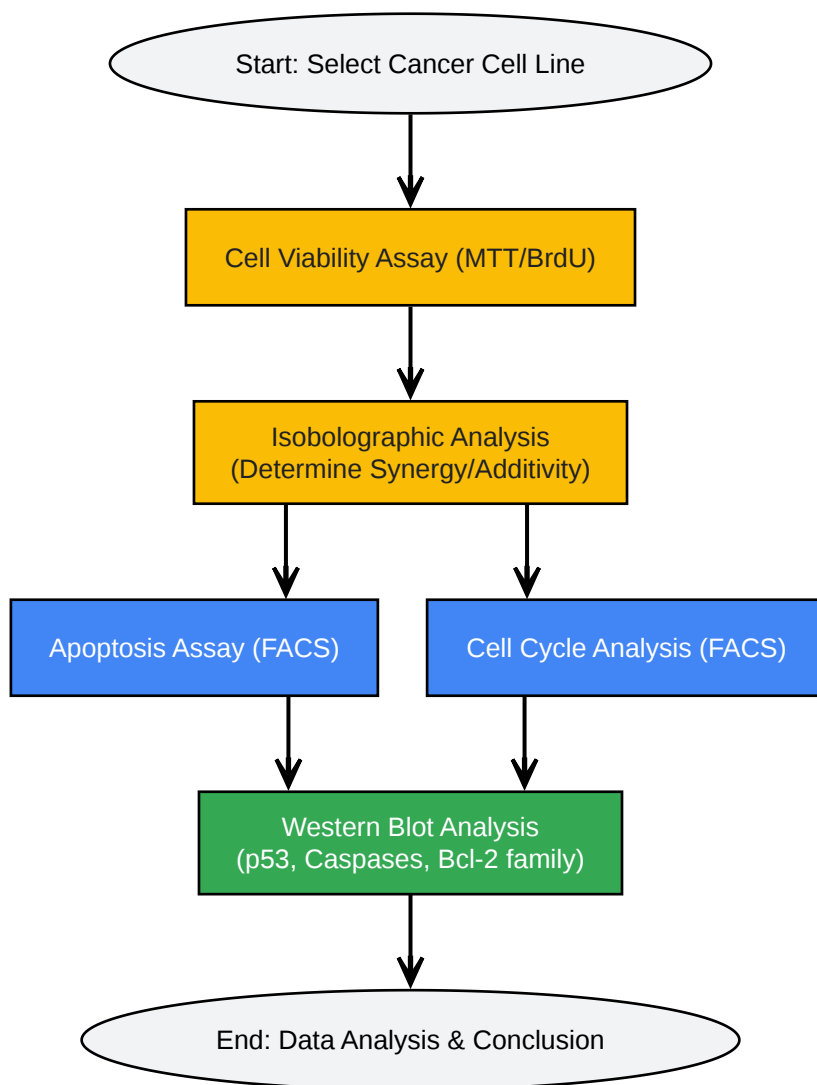 Start: Select Cancer Cell Line
Cell Viability Assay (MTT/BrdU)
Isobolographic Analysis
(Determine Synergy/Additivity)
Apoptosis Assay (FACS)
Cell Cycle Analysis (FACS)
Western Blot Analysis
(p53, Caspases, Bcl-2 family)
End: Data Analysis & Conclusion